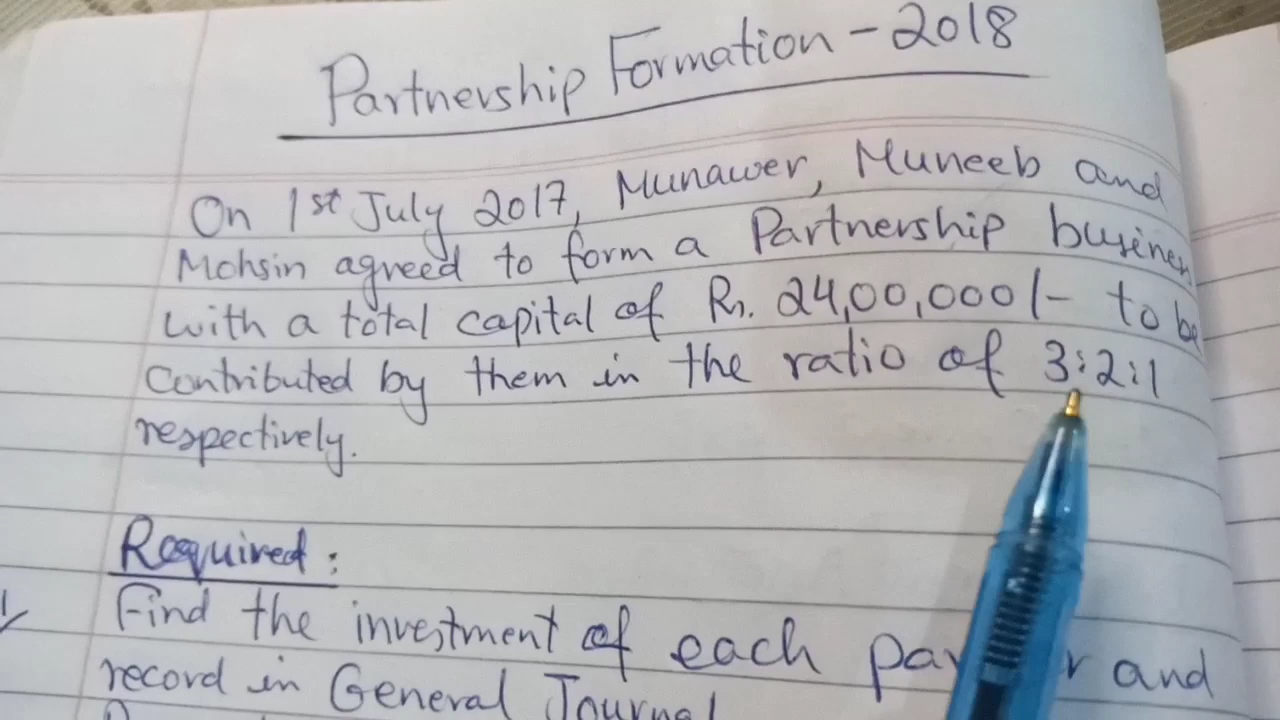 Partnership Formation - 2018
On 1st July 2017, Munawer, Muneeb and
Mohsin agreed to form a Partnership business
with a total capital of Rs. 24,00,000/- to be
contributed by them in the ratio of 3:2:1
respectively.
Required:
1 Find the investment of each and
record in General Journal